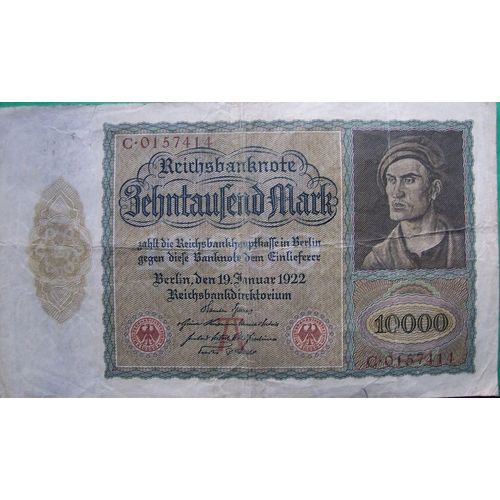 C·0157414
Reichsbanknote
Zehntausend Mark
zahlt die Reichsbankhauptkasse in Berlin
gegen diese Banknote dem Einlieferer
Berlin, den 19. Januar 1922
Reichsbankdirektorium
10000
C·0157414